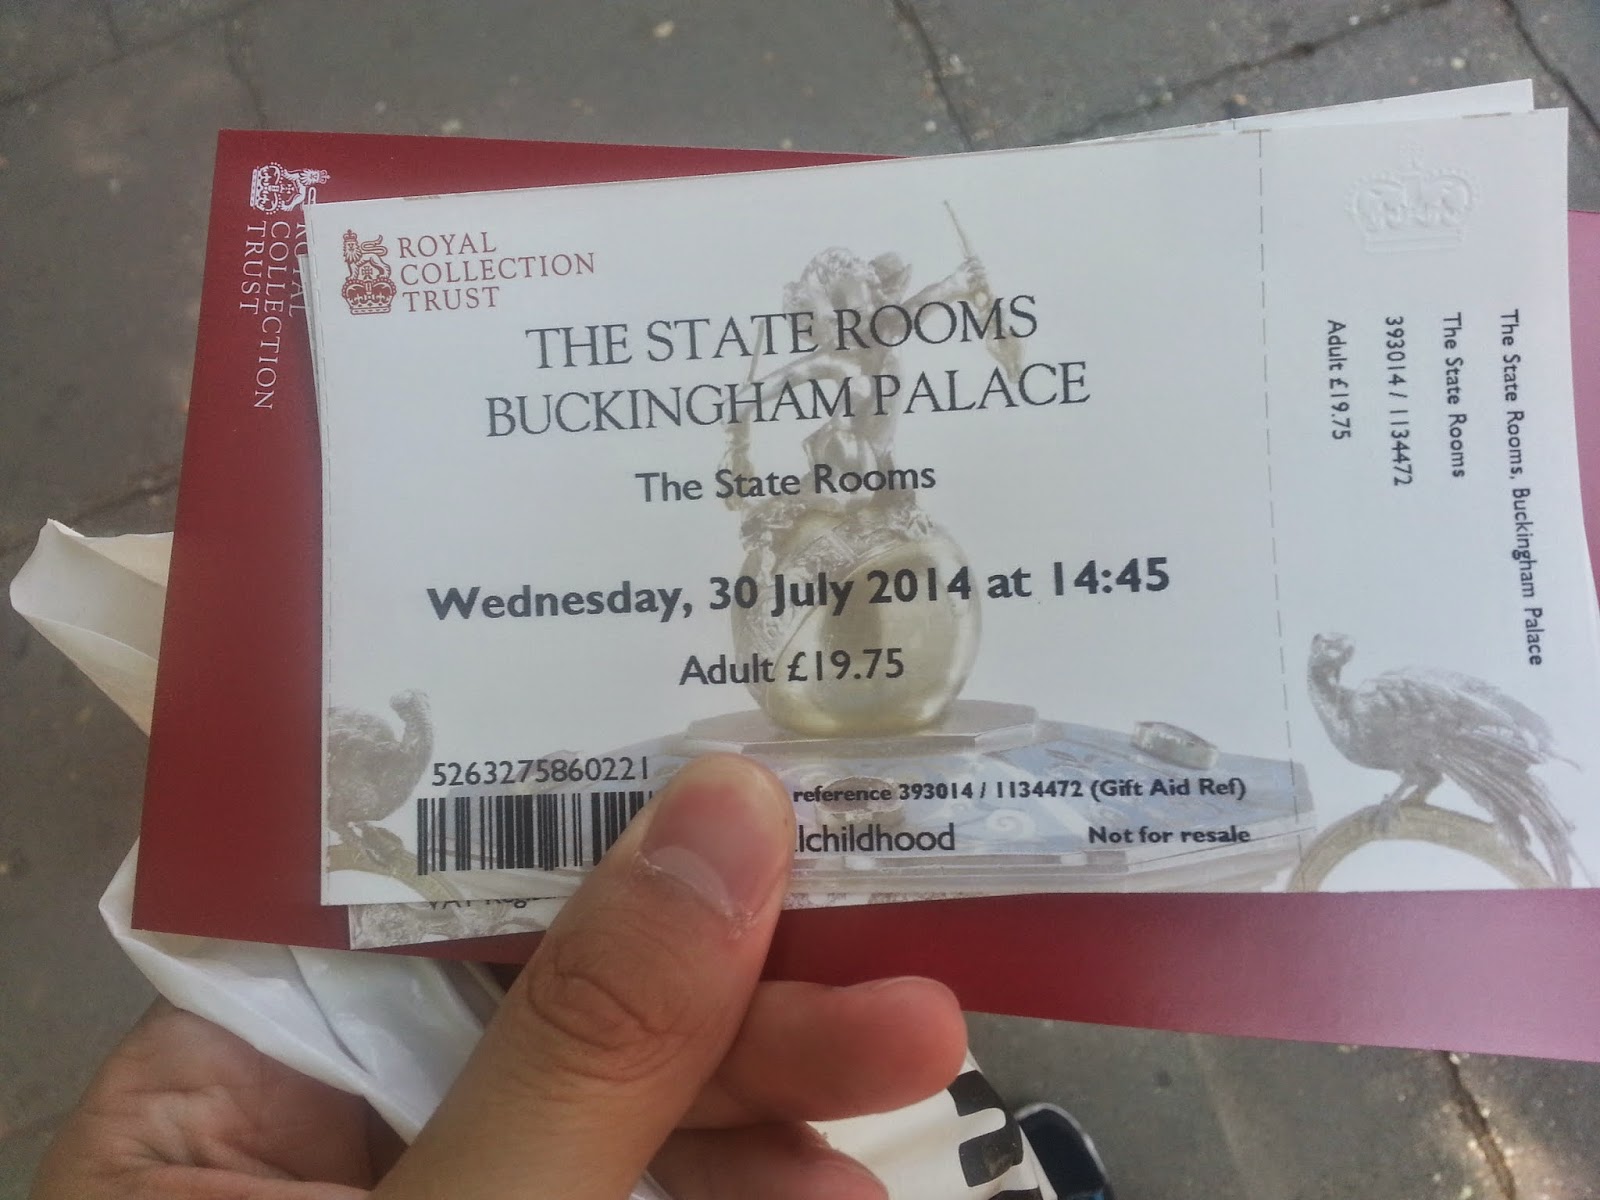 ROYAL
COLLECTION
TRUST
ROYAL
COLLECTION
TRUST
THE STATE ROOMS
BUCKINGHAM PALACE
The State Rooms
Wednesday, 30 July 2014 at 14:45
Adult £19.75
5263275860221
reference 393014 / 1134472 (Gift Aid Ref)
lchildhood
Not for resale
The State Rooms, Buckingham Palace
The State Rooms
393014 / 1134472
Adult £19.75